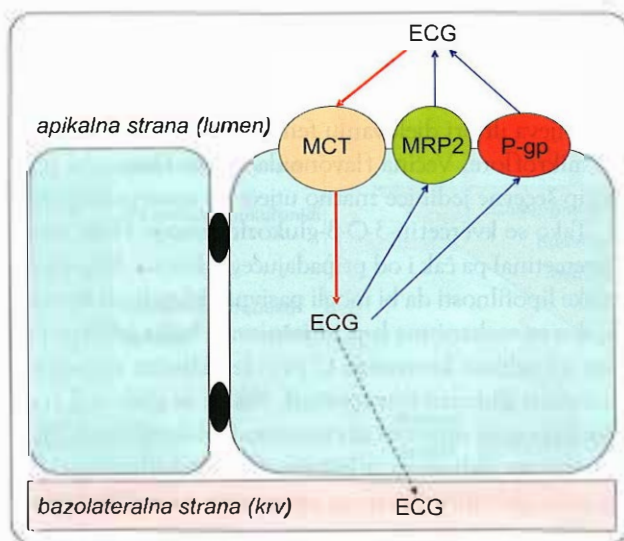 ECG
apikalna strana (lumen)
MCT
MRP2
P-gp
ECG
bazolateralna strana (krv)
ECG